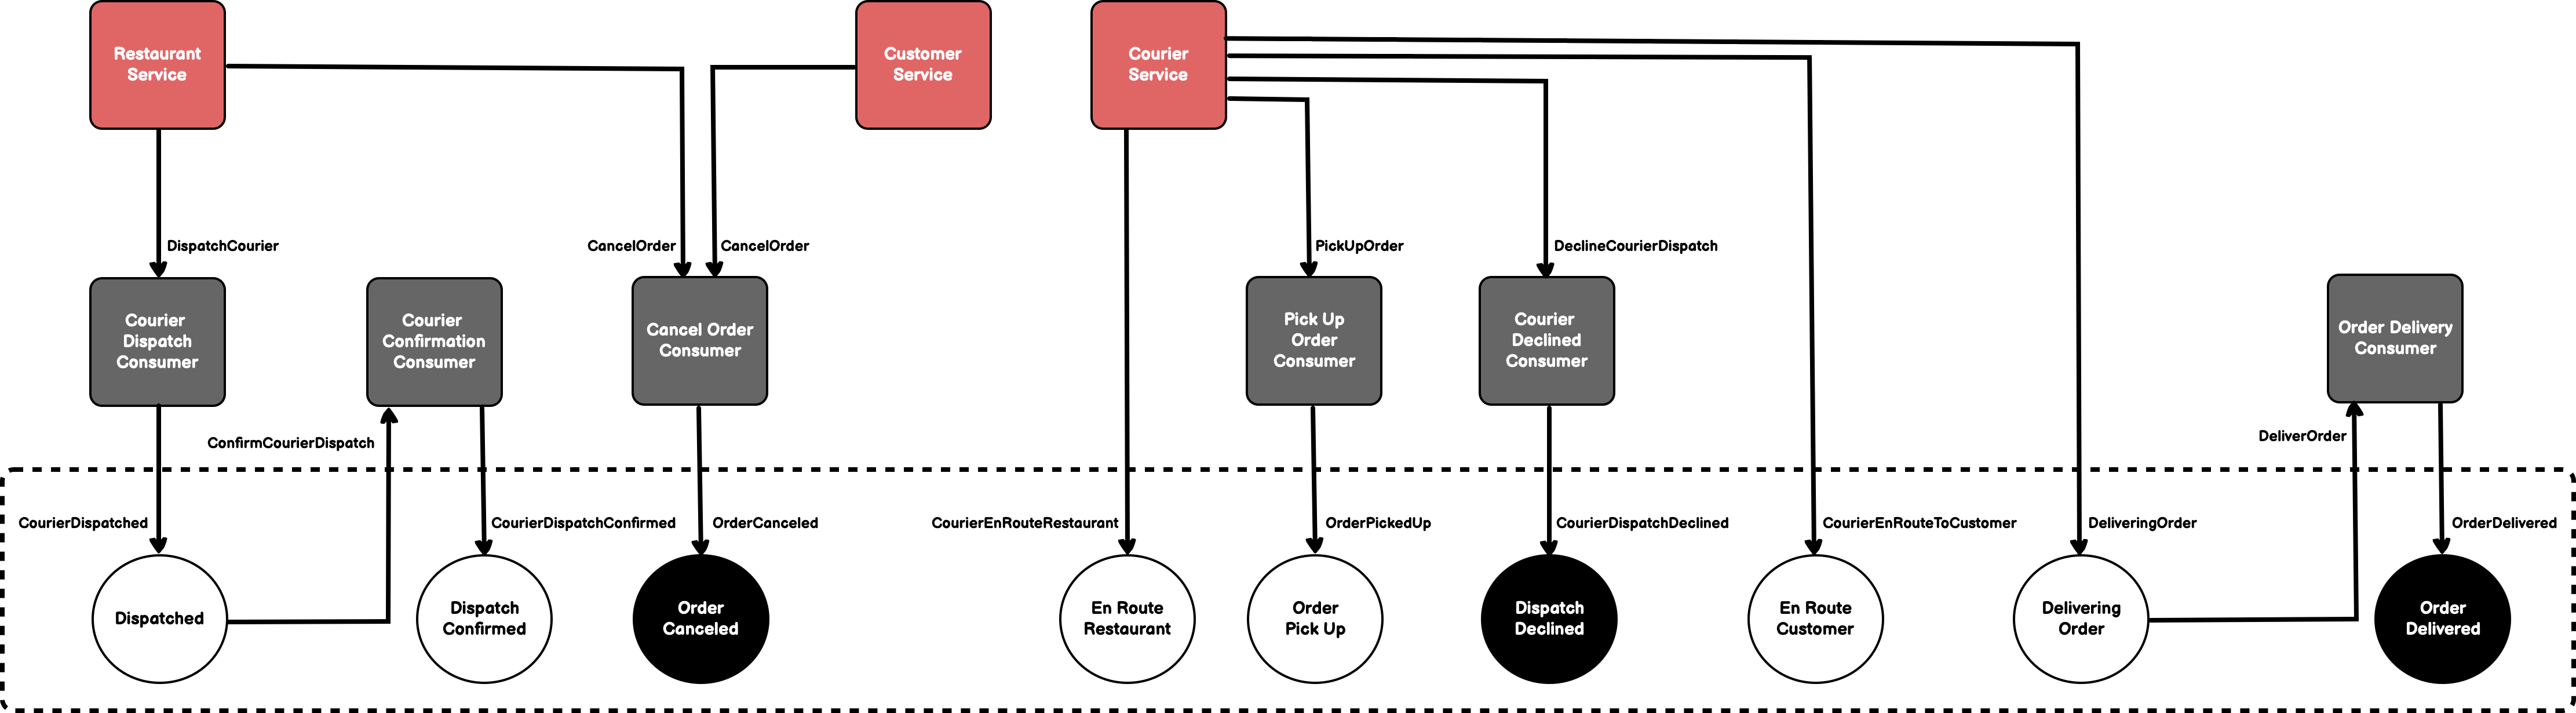 Restaurant
Service
Customer
Service
Courier
Service
DispatchCourier
CancelOrder
CancelOrder
PickUpOrder
DeclineCourierDispatch
Courier
Dispatch
Consumer
Courier
Confirmation
Consumer
Cancel Order
Consumer
Pick Up
Order
Consumer
Courier
Declined
Consumer
Order Delivery
Consumer
ConfirmCourierDispatch
DeliverOrder
CourierDispatched
CourierDispatchConfirmed
OrderCanceled
CourierEnRouteRestaurant
OrderPickedUp
CourierDispatchDeclined
CourierEnRouteToCustomer
DeliveringOrder
OrderDelivered
Dispatched
Dispatch
Confirmed
Order
Canceled
En Route
Restaurant
Order
Pick Up
Dispatch
Declined
En Route
Customer
Delivering
Order
Order
Delivered